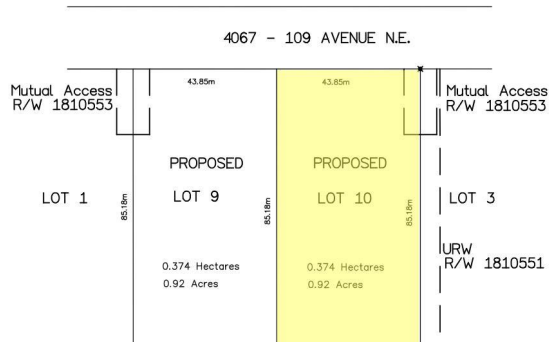 4067 - 109 AVENUE N.E.
43.85m
43.85m
Mutual Access
R/W 1810553
Mutual Access
R/W 1810553
PROPOSED
LOT 9
PROPOSED
LOT 10
LOT 1
LOT 3
85.18m
85.18m
85.18m
URW
R/W 1810551
0.374 Hectares
0.92 Acres
0.374 Hectares
0.92 Acres